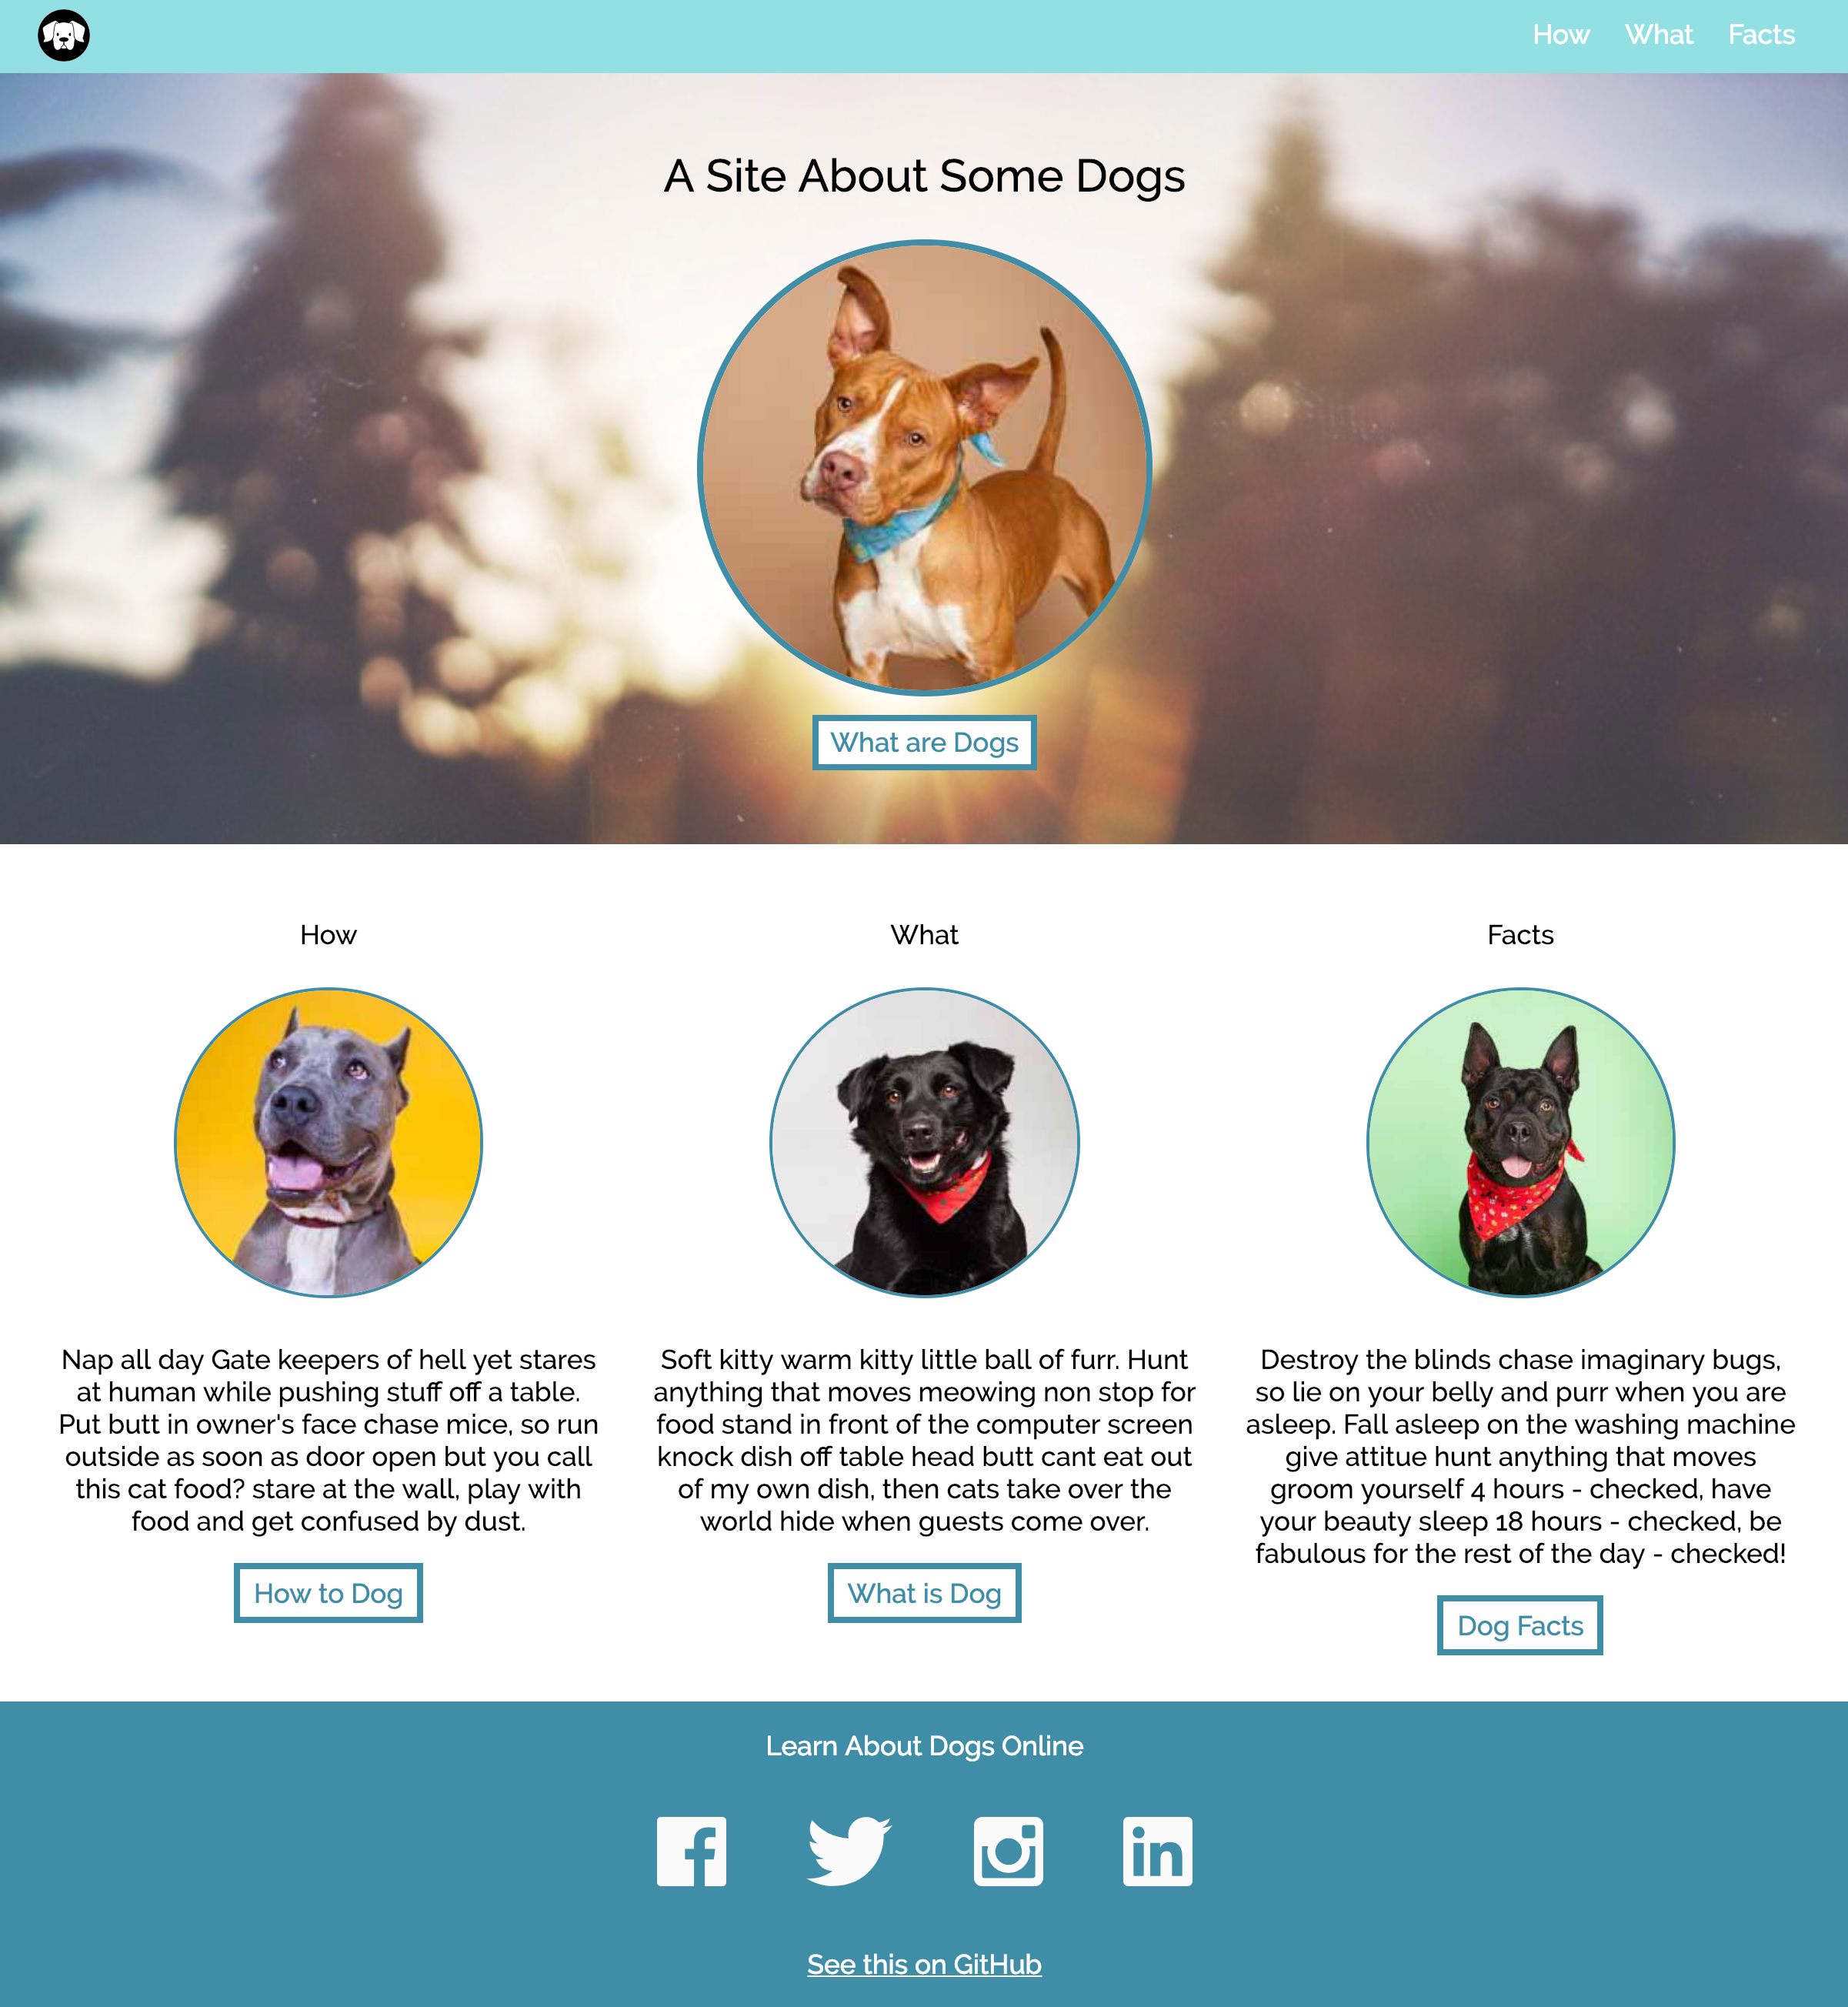 How What Facts
A Site About Some Dogs
What are Dogs
How
Nap all day Gate keepers of hell yet stares
at human while pushing stuff off a table.
Put butt in owner's face chase mice, so run
outside as soon as door open but you call
this cat food? stare at the wall, play with
food and get confused by dust.
How to Dog
What
Soft kitty warm kitty little ball of furr. Hunt
anything that moves meowing non stop for
food stand in front of the computer screen
knock dish off table head butt cant eat out
of my own dish, then cats take over the
world hide when guests come over.
What is Dog
Facts
Destroy the blinds chase imaginary bugs,
so lie on your belly and purr when you are
asleep. Fall asleep on the washing machine
give attitue hunt anything that moves
groom yourself 4 hours - checked, have
your beauty sleep 18 hours - checked, be
fabulous for the rest of the day - checked!
Dog Facts
Learn About Dogs Online
See this on GitHub